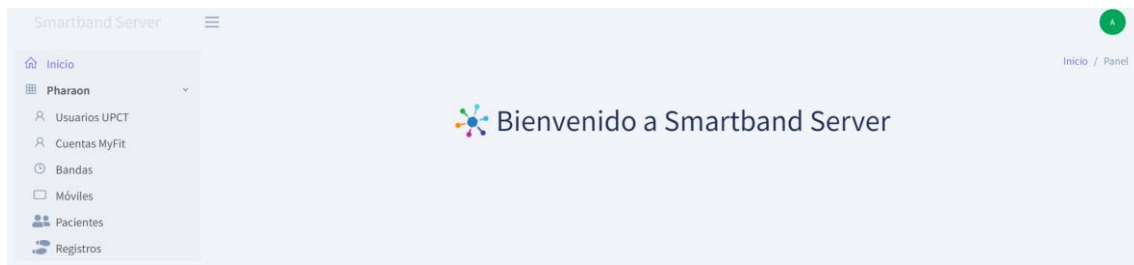 Smartband Server
A
Inicio
Inicio / Panel
Pharaon
Bienvenido a Smartband Server
Usuarios UPCT
Cuentas MyFit
Bandas
Móviles
Pacientes
Registros